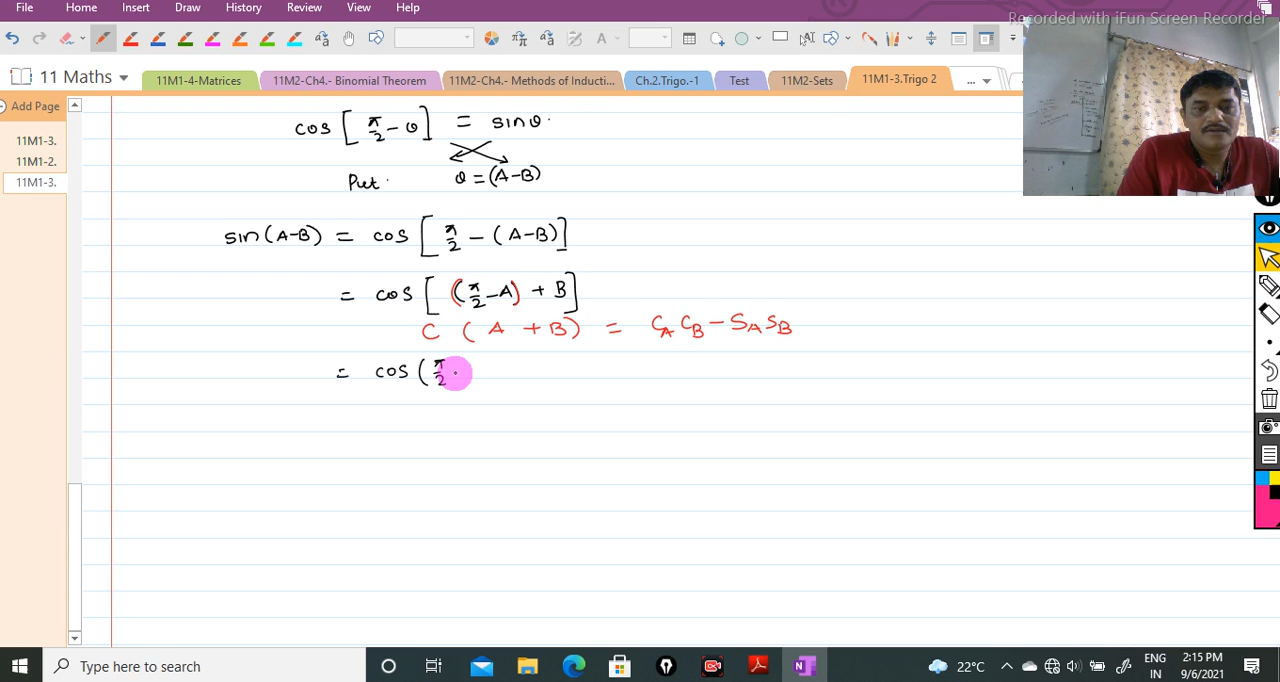 File Home Insert Draw History Review View Help
Recorded with iFun Screen Recorder
11 Maths 11M1-4-Matrices 11M2-Ch4.- Binomial Theorem 11M2-Ch4.- Methods of Inducti... Ch.2.Trigo.-1 Test 11M2-Sets 11M1-3.Trigo 2 ...
Add Page
11M1-3.
11M1-2.
11M1-3.
cos [π/2 - θ] = sinθ.
Put. θ = (A-B)
sin(A-B) = cos [π/2 - (A-B)]
= cos [(π/2 - A) + B]
C (A + B) = CA CB - SA SB
= cos (π/2
Type here to search
22°C
ENG
IN
2:15 PM
9/6/2021